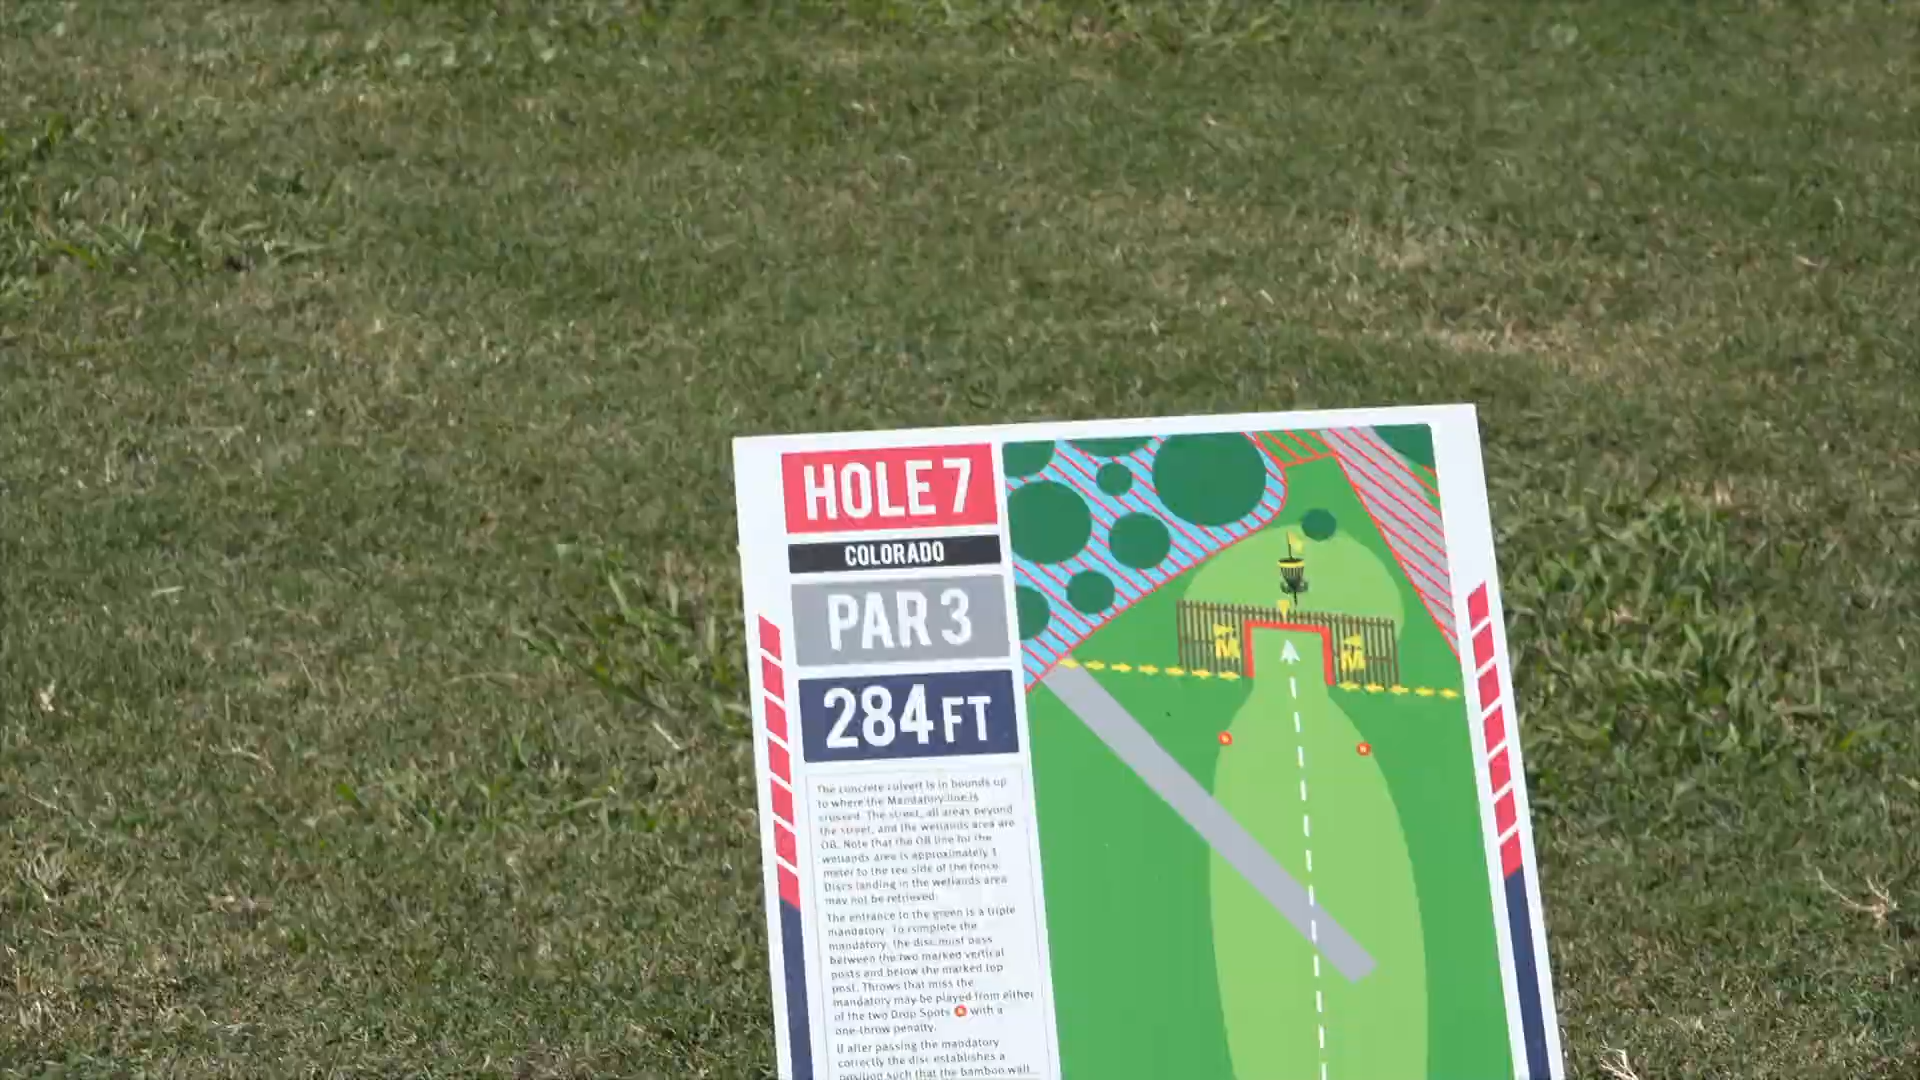 HOLE 7
COLORADO
PAR 3
284 FT
The concrete culvert is in bounds up
to where the Mandatory line is
crossed. The street, all areas beyond
the street, and the wetlands area are
OB. Note that the OB line for the
wetlands area is approximately 1
meter to the tee side of the fence.
Discs landing in the wetlands area
may not be retrieved.
The entrance to the green is a triple
mandatory. To complete the
mandatory, the disc must pass
between the two marked vertical
posts and below the marked top
post. Throws that miss the
mandatory may be played from either
of the two Drop Spots with a
one-throw penalty.
If after passing the mandatory
correctly the disc establishes a
position such that the bamboo wall
M
M